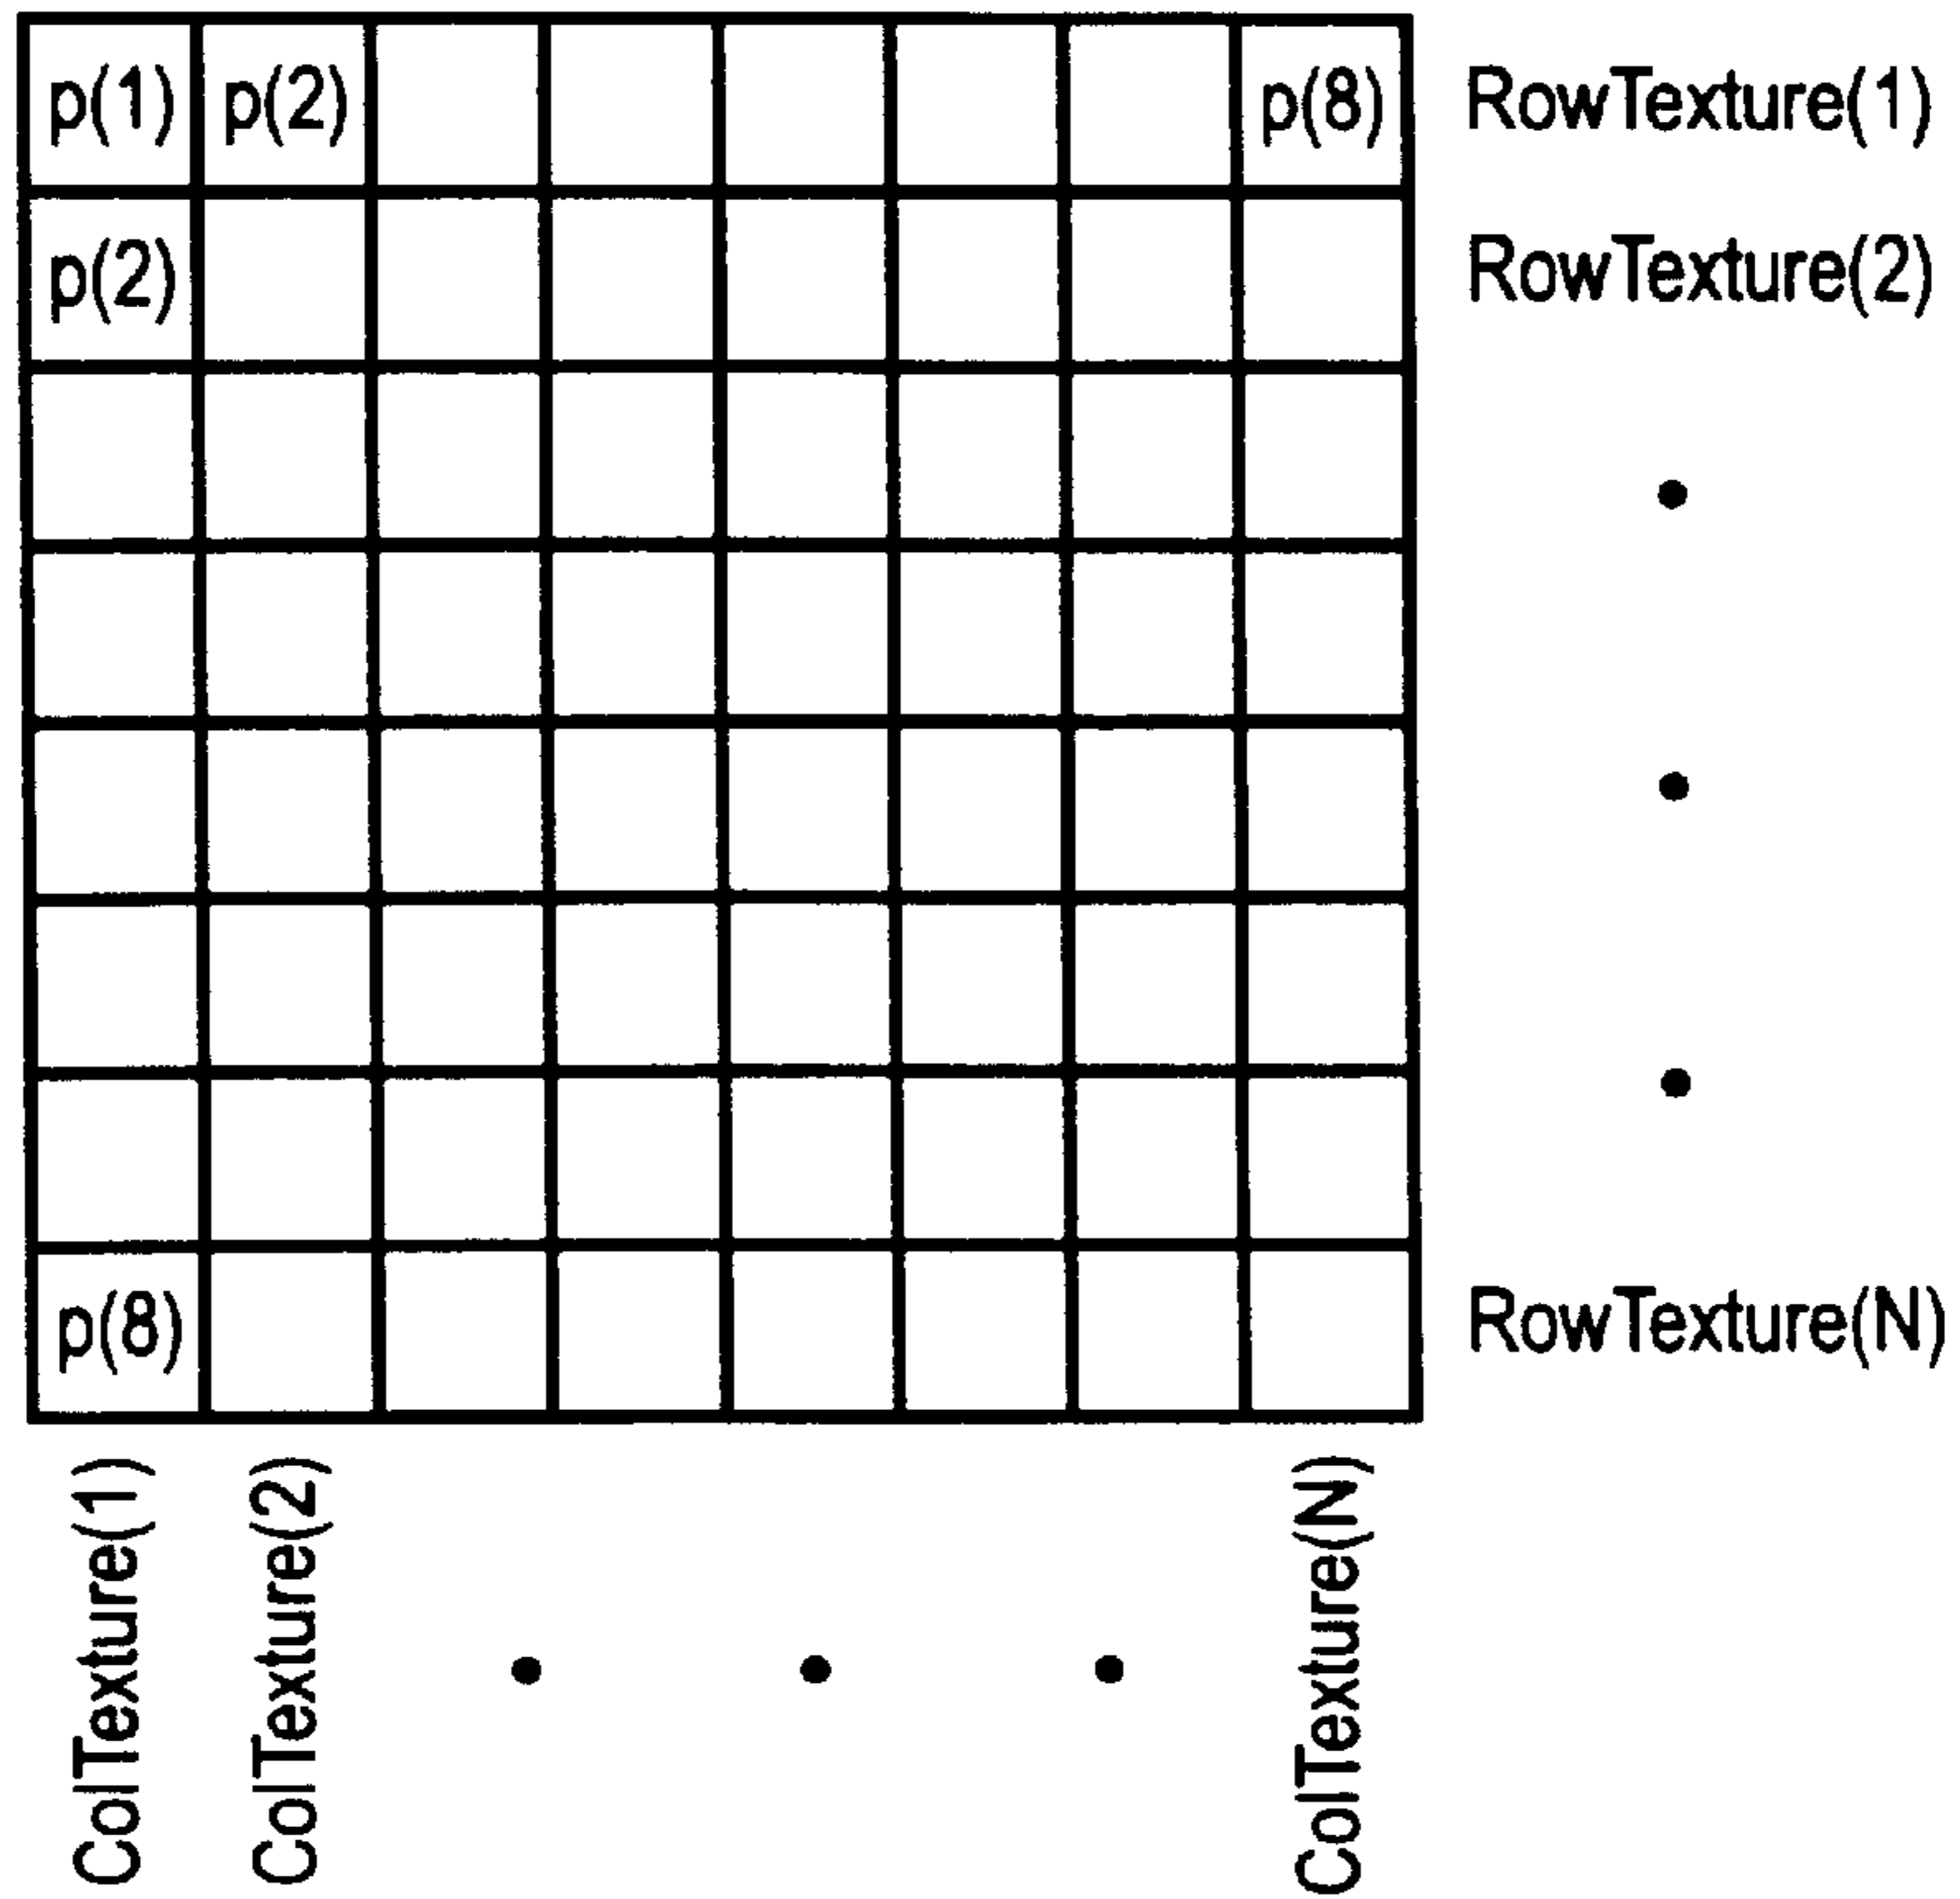 p(1) p(2) p(8) RowTexture(1)
p(2) RowTexture(2)
p(8) RowTexture(N)
ColTexture(1)
ColTexture(2)
ColTexture(N)